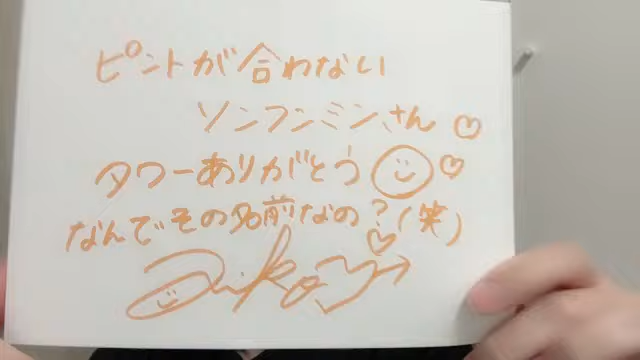 ピントが合わない
ソンフンミンさん♡
タワーありがとう☺♡
なんでその名前なの？(笑)